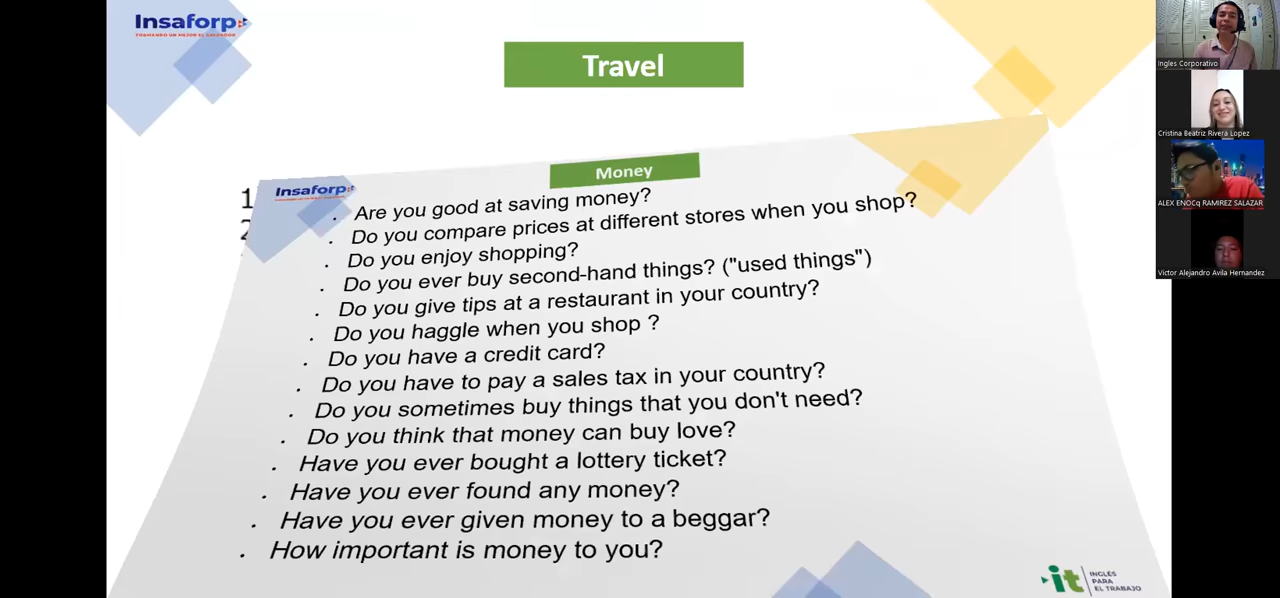 Insaforp
FORMANDO UN MEJOR EL SALVADOR
Travel
Ingles Corporativo
Cristina Beatriz Rivera Lopez
ALEX ENOCq RAMIREZ SALAZAR
Victor Alejandro Avila Hernandez
1
2
Insaforp
Money
. Are you good at saving money?
. Do you compare prices at different stores when you shop?
. Do you enjoy shopping?
. Do you ever buy second-hand things? ("used things")
. Do you give tips at a restaurant in your country?
. Do you haggle when you shop ?
. Do you have a credit card?
. Do you have to pay a sales tax in your country?
. Do you sometimes buy things that you don't need?
. Do you think that money can buy love?
. Have you ever bought a lottery ticket?
. Have you ever found any money?
. Have you ever given money to a beggar?
. How important is money to you?
it
INGLÉS
PARA
EL TRABAJO